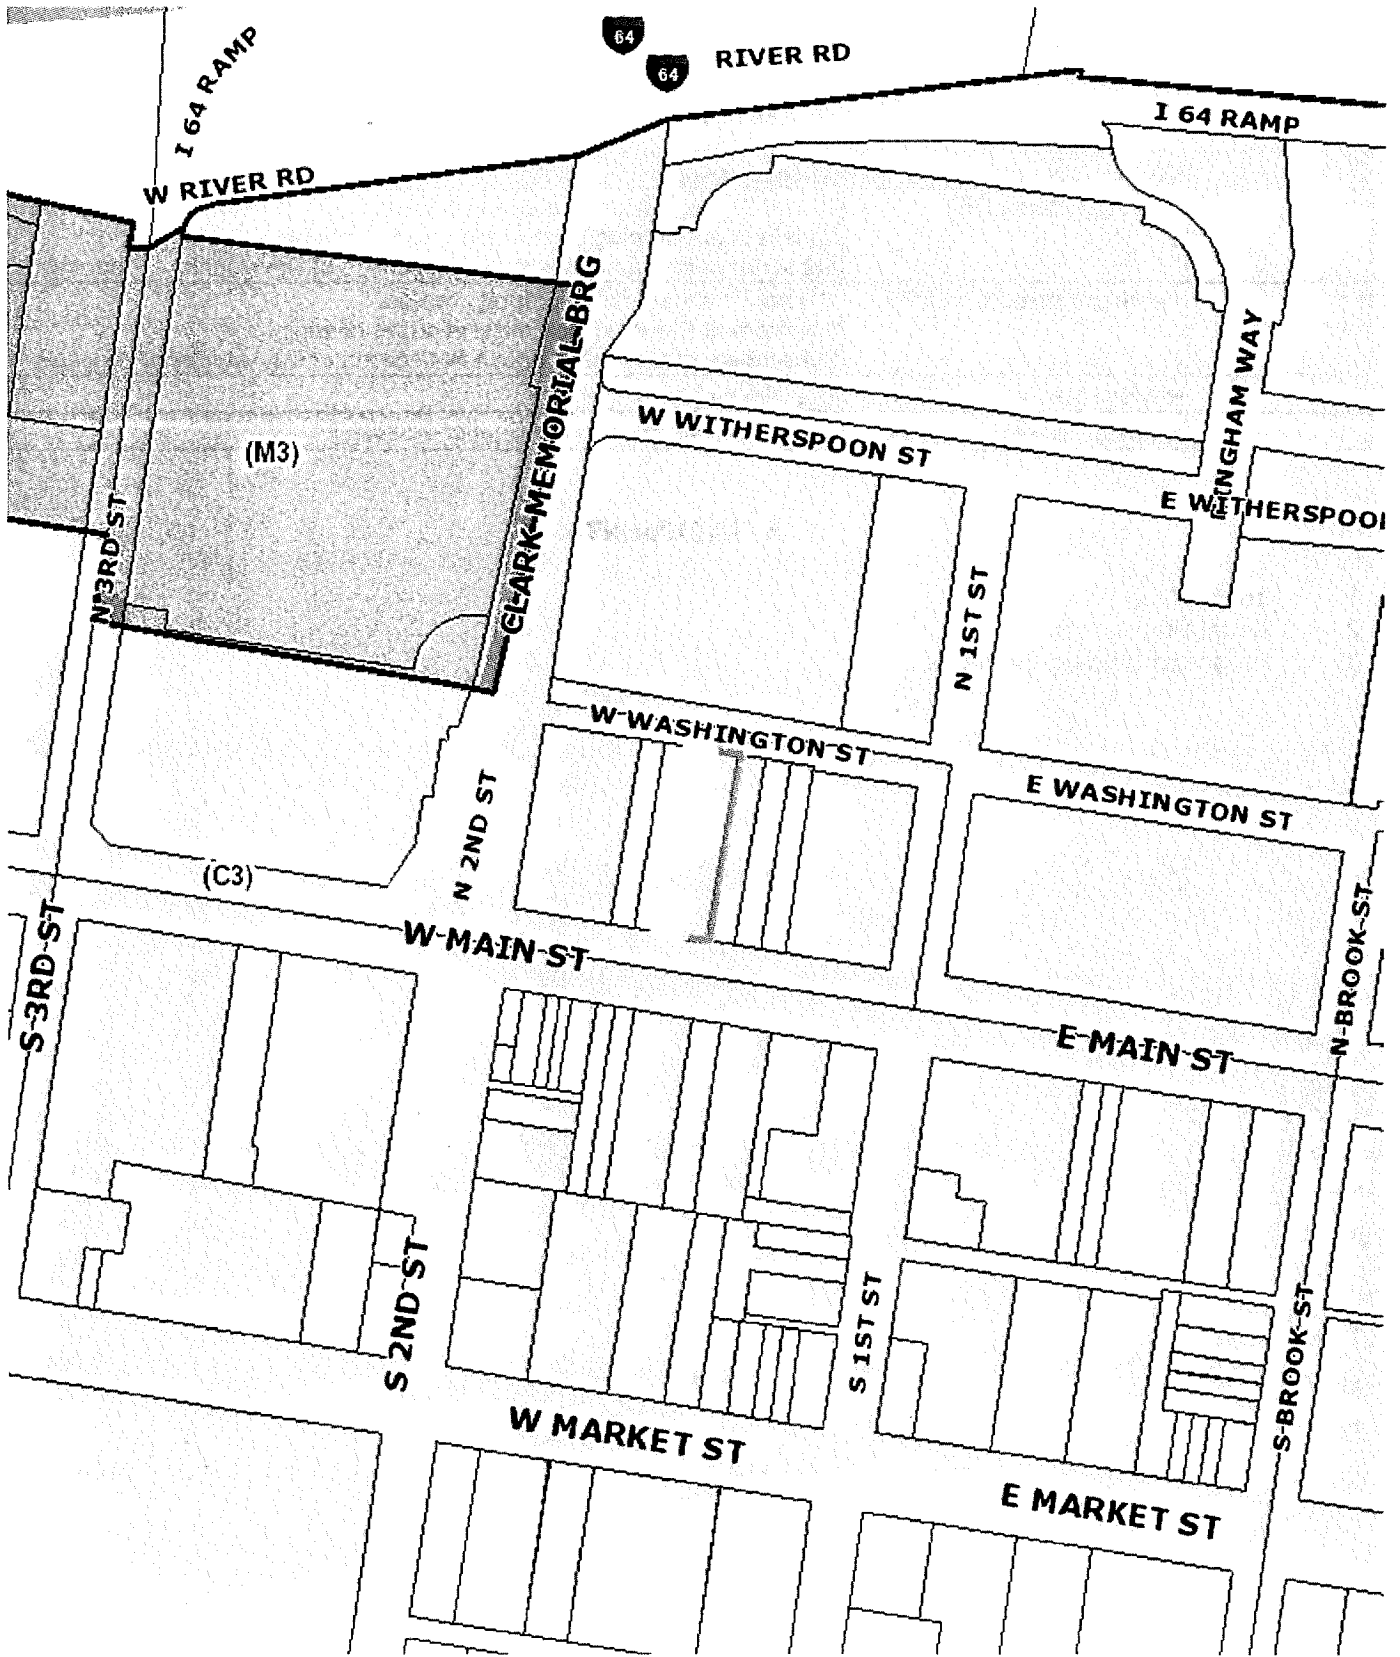 64
64
RIVER RD
I 64 RAMP
I 64 RAMP
W RIVER RD
CLARK MEMORIAL BRG
INGHAM WAY
W WITHERSPOON ST
E WITHERSPOO
(M3)
N 3RD ST
N 1ST ST
W WASHINGTON ST
E WASHINGTON ST
N 2ND ST
(C3)
W MAIN ST
S 3RD ST
N BROOK ST
E MAIN ST
S 2ND ST
S 1ST ST
S BROOK ST
W MARKET ST
E MARKET ST